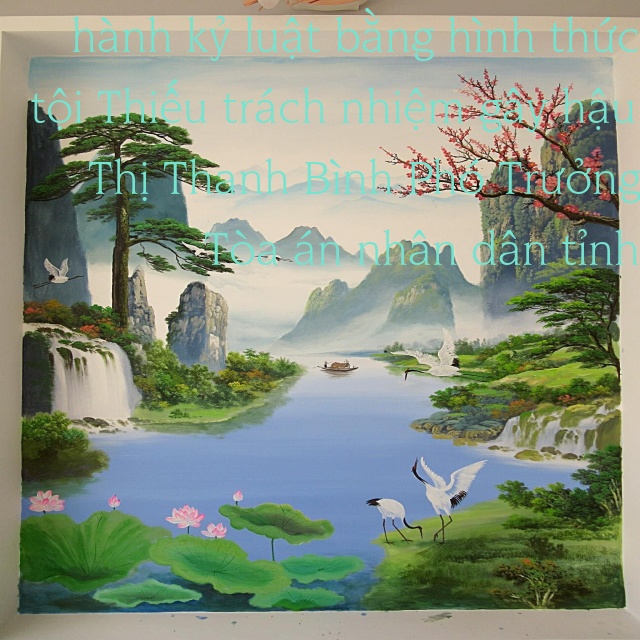 hành kỷ luật bằng hình thức
tội Thiếu trách nhiệm gây hậu
Thị Thanh Bình Phó Trưởng
Tòa án nhân dân tỉnh